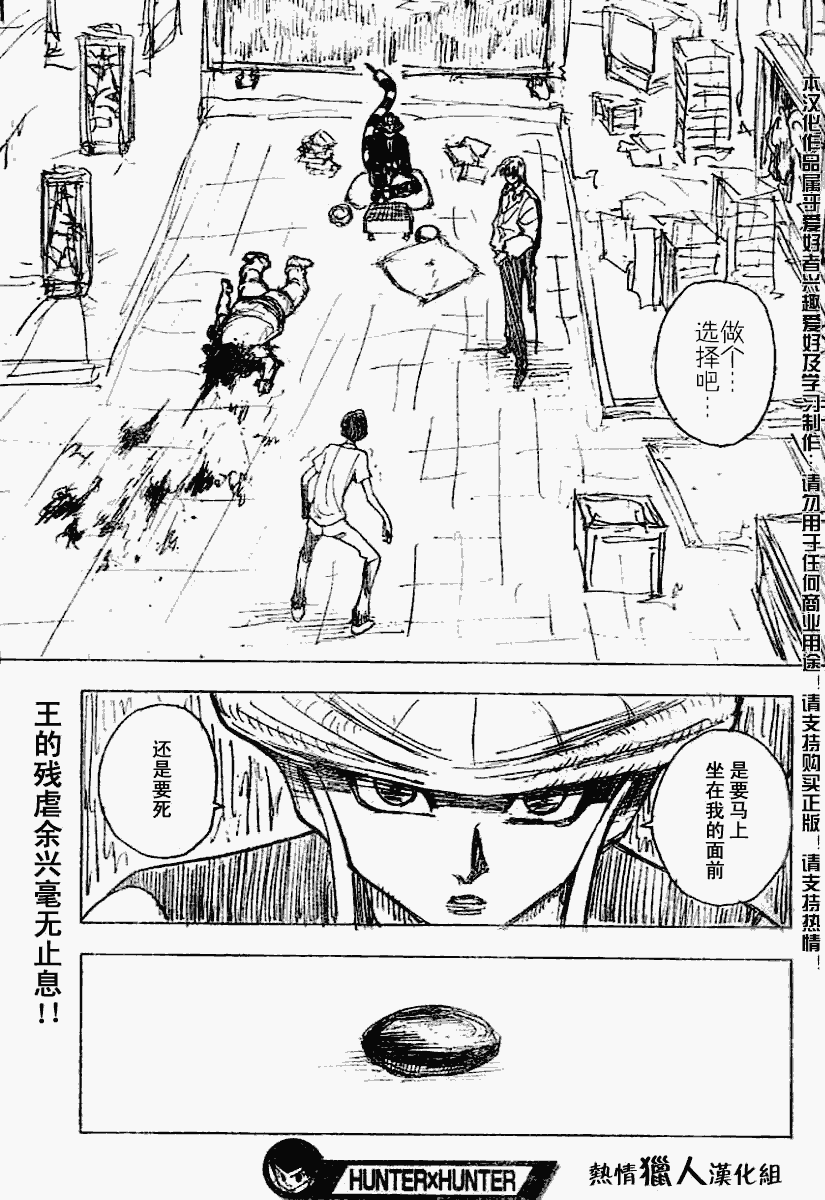 做个…
选择吧…
是要马上
坐在我的面前
还是要
死
王的残虐余兴毫无止息!!
本汉化作品属于爱好者兴趣爱好及学习制作…请勿用于任何商业用途!请支持购买正版!请支持热情!
HUNTER×HUNTER
熱情獵人漢化組